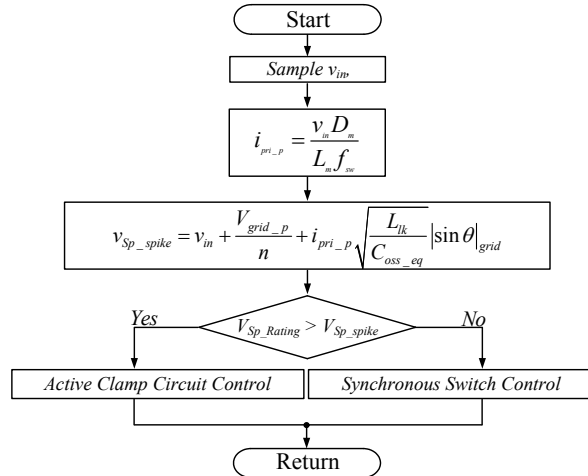 Start
Sample v_in,
i_pri_p = v_in D_m / L_m f_sw
v_Sp_spike = v_in + V_grid_p / n + i_pri_p √(L_lk / C_oss_eq) |sin θ|_grid
Yes
V_Sp_Rating > V_Sp_spike
No
Active Clamp Circuit Control
Synchronous Switch Control
Return